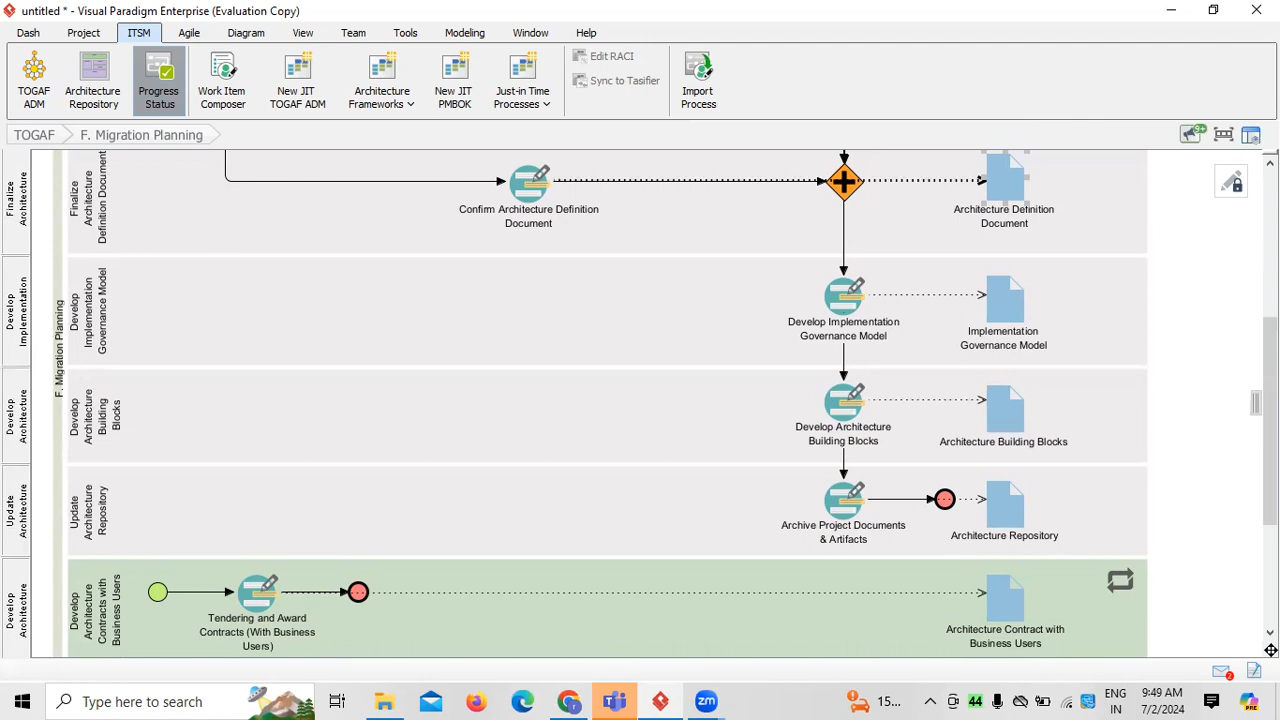 untitled * - Visual Paradigm Enterprise (Evaluation Copy)
Dash
Project
ITSM
Agile
Diagram
View
Team
Tools
Modeling
Window
Help
TOGAF
ADM
Architecture
Repository
Progress
Status
Work Item
Composer
New JIT
TOGAF ADM
Architecture
Frameworks
New JIT
PMBOK
Just-in Time
Processes
Edit RACI
Sync to Tasifier
Import
Process
TOGAF
F. Migration Planning
9+
Finalize
Architecture
Finalize
Architecture
Definition Document
Confirm Architecture Definition
Document
Architecture Definition
Document
F. Migration Planning
Develop
Implementation
Develop
Implementation
Governance Model
Develop Implementation
Governance Model
Implementation
Governance Model
Develop
Architecture
Develop
Architecture
Building
Blocks
Develop Architecture
Building Blocks
Architecture Building Blocks
Update
Architecture
Update
Architecture
Repository
Archive Project Documents
& Artifacts
Architecture Repository
Develop
Architecture
Develop
Architecture
Contracts with
Business Users
Tendering and Award
Contracts (With Business
Users)
Architecture Contract with
Business Users
2
Type here to search
15...
44
ENG
IN
9:49 AM
7/2/2024
PRE